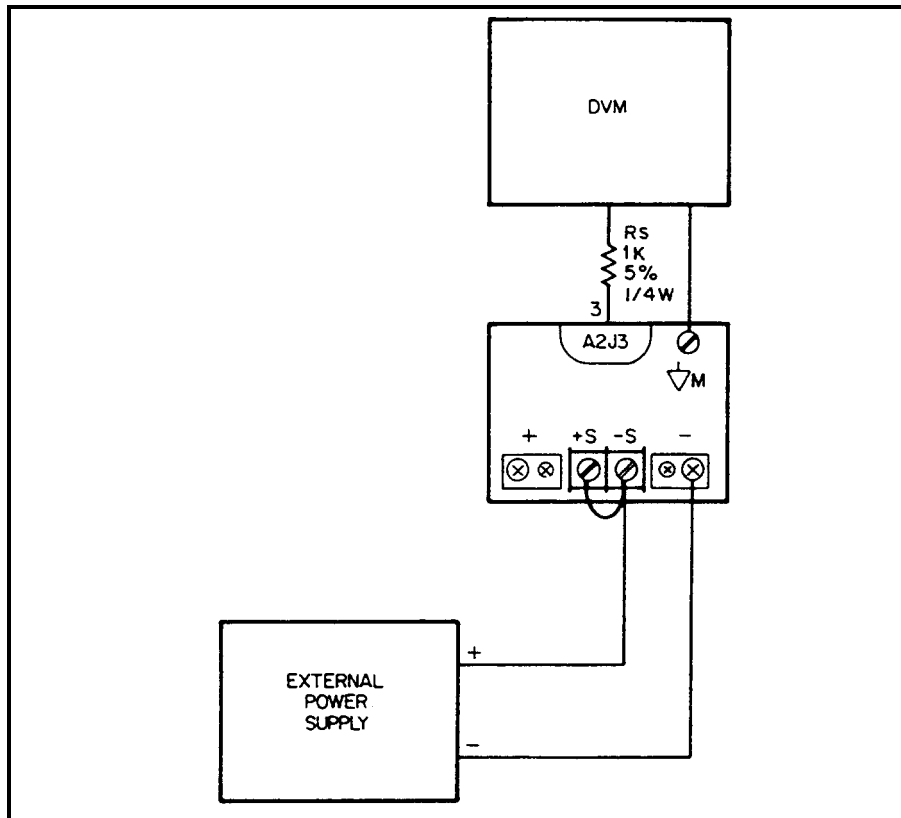 DVM
Rs
1K
5%
1/4W
3
A2J3
M
+ +S -S -
+
EXTERNAL
POWER
SUPPLY
-